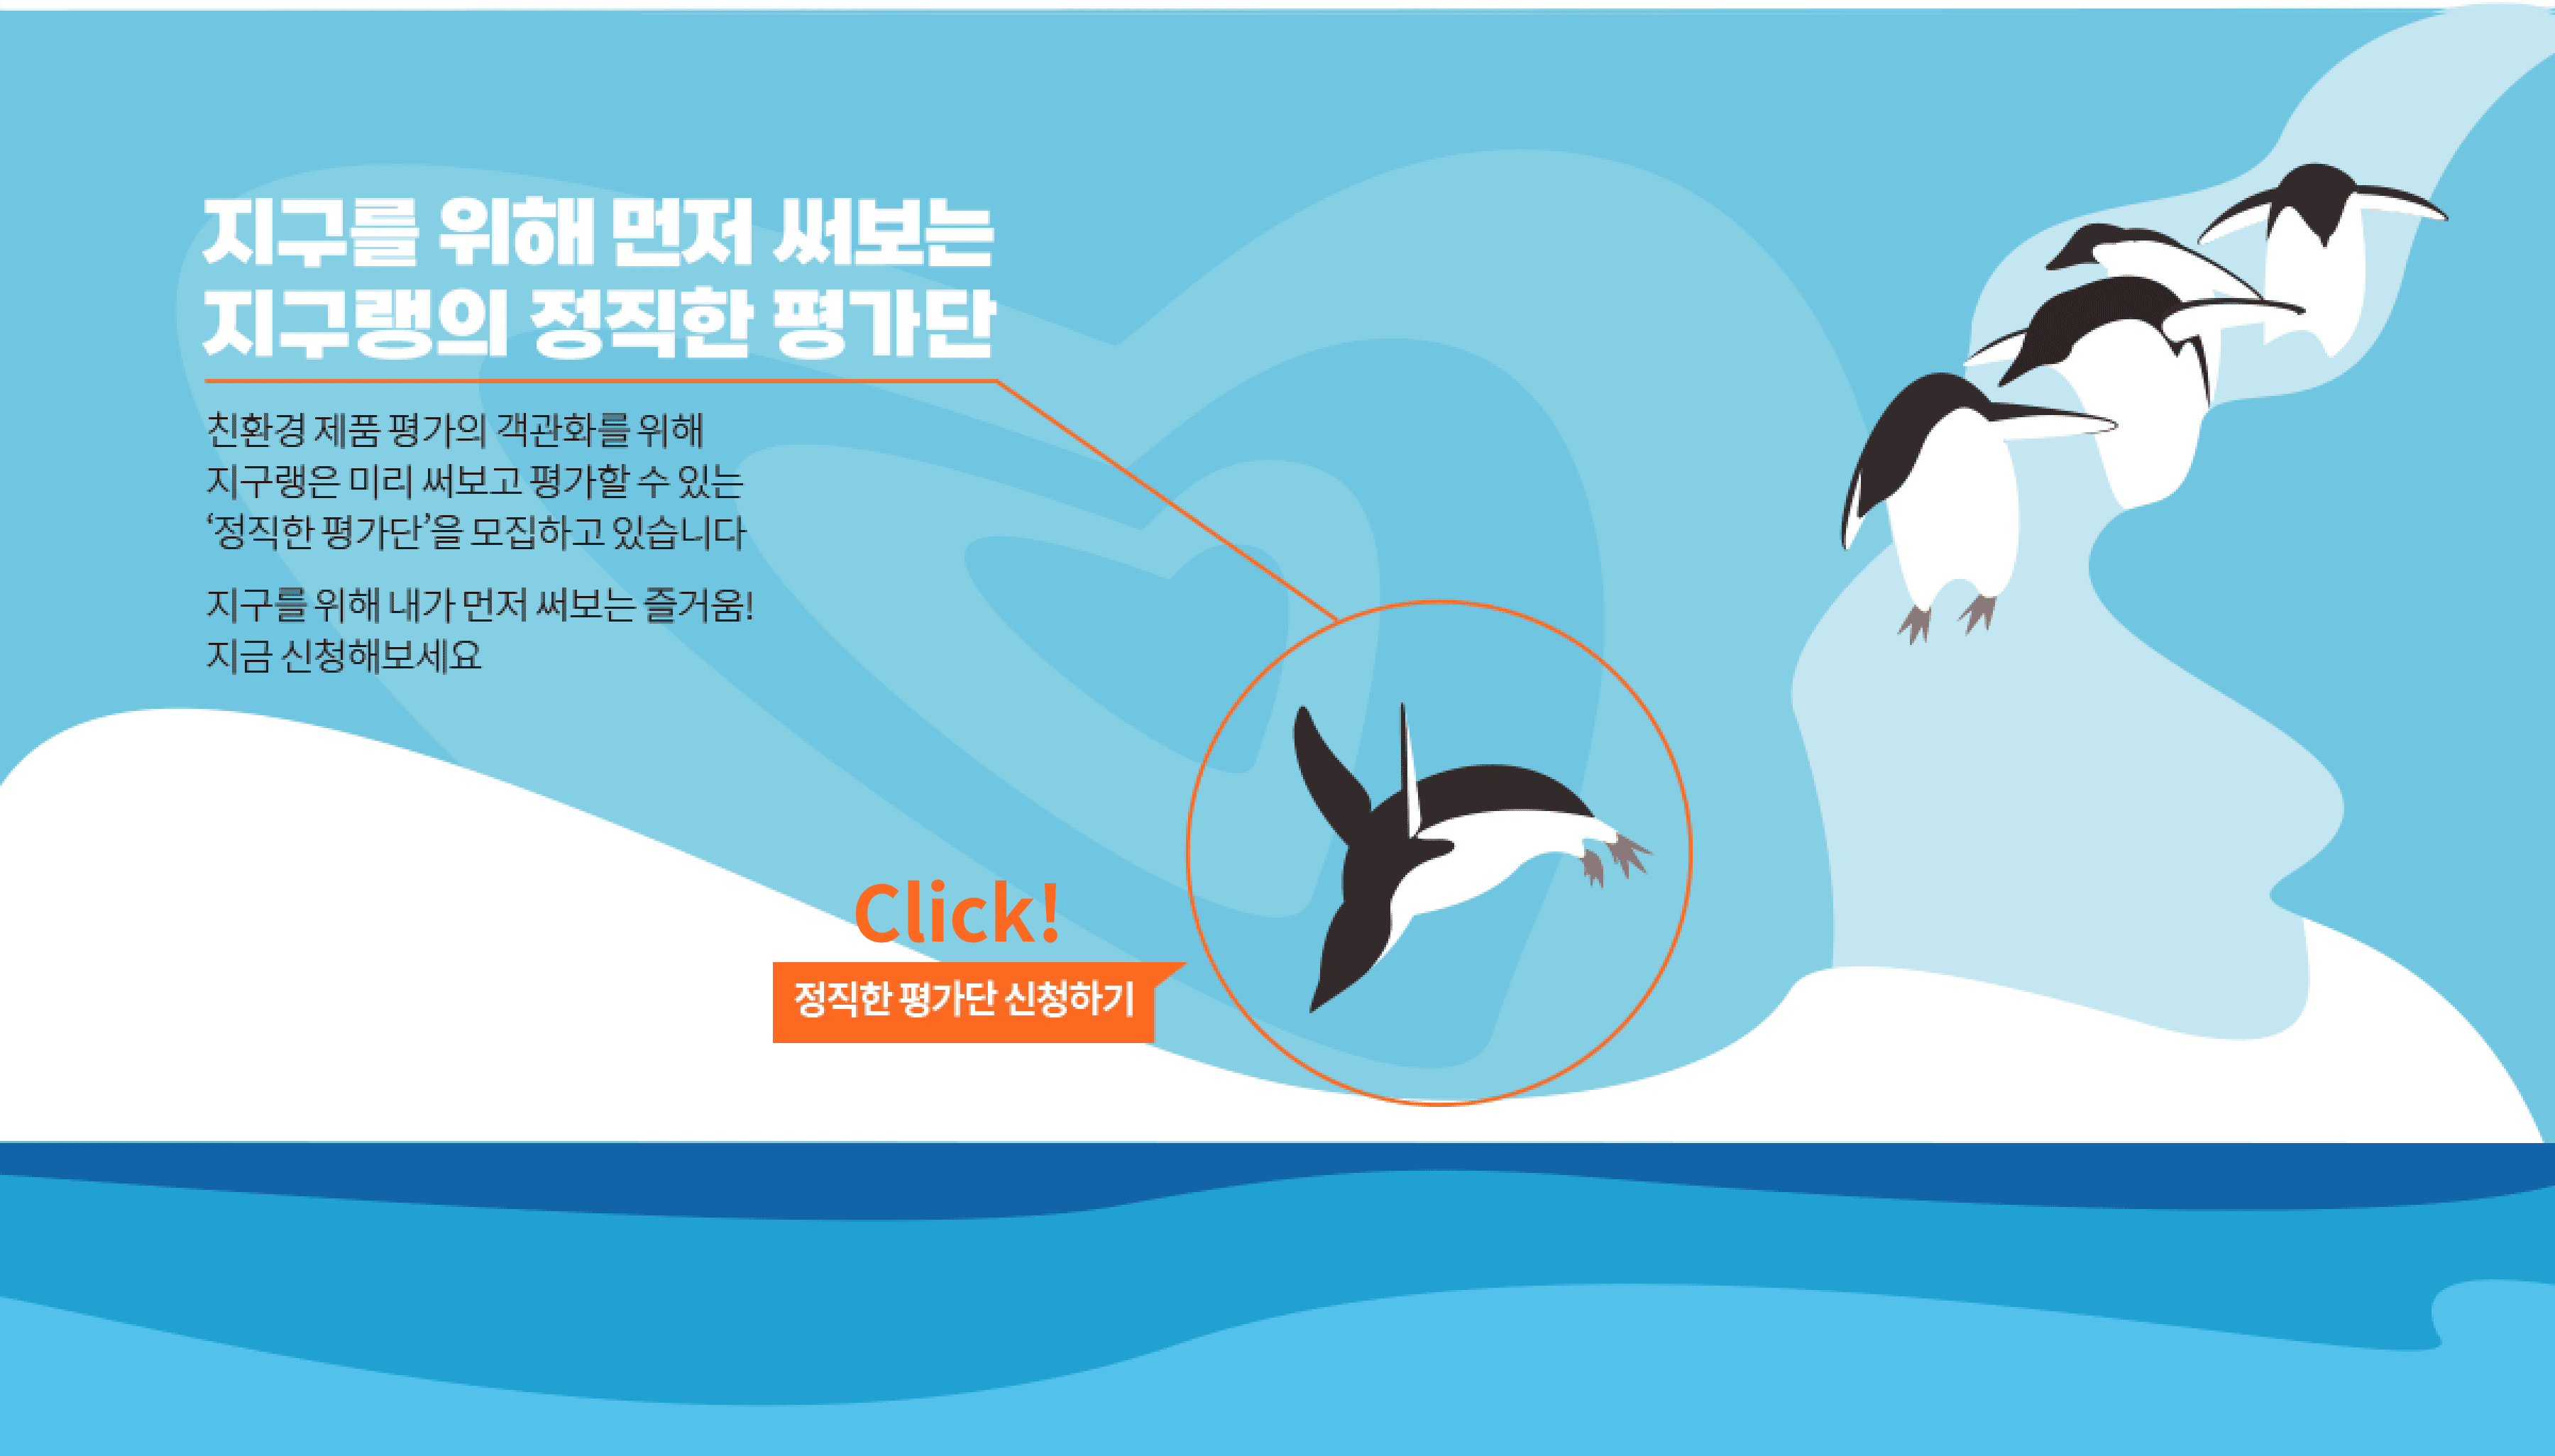 지구를 위해 먼저 써보는
지구랭의 정직한 평가단
친환경 제품 평가의 객관화를 위해
지구랭은 미리 써보고 평가할 수 있는
‘정직한 평가단’을 모집하고 있습니다
지구를 위해 내가 먼저 써보는 즐거움!
지금 신청해보세요
Click!
정직한 평가단 신청하기